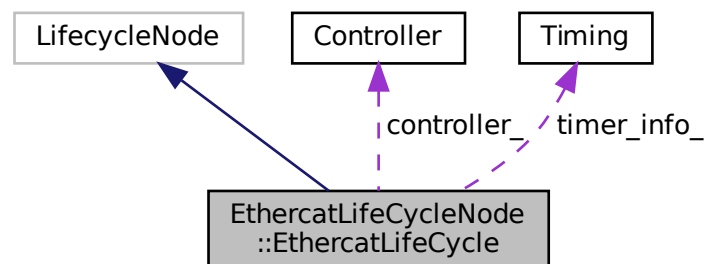 LifecycleNode
Controller
Timing
controller_
timer_info_
EthercatLifeCycleNode
::EthercatLifeCycle